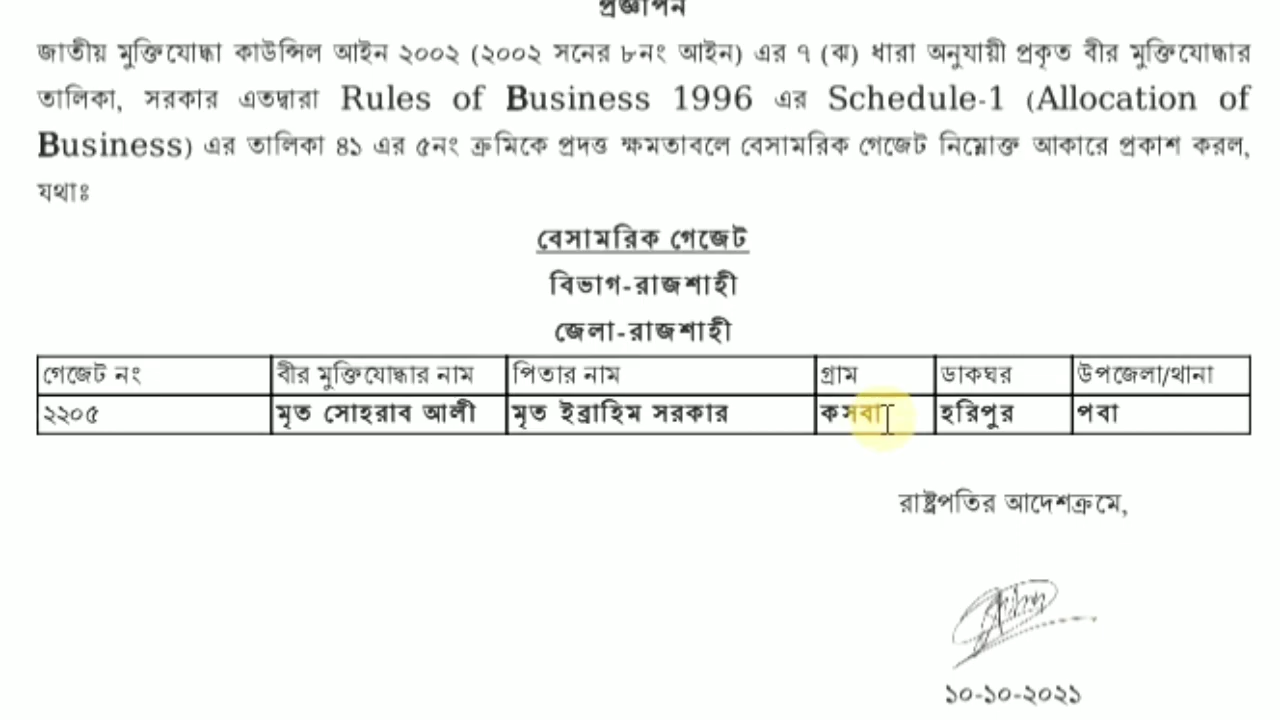 প্রজ্ঞাপন
জাতীয় মুক্তিযোদ্ধা কাউন্সিল আইন ২০০২ (২০০২ সনের ৮নং আইন) এর ৭ (ঝ) ধারা অনুযায়ী প্রকৃত বীর মুক্তিযোদ্ধার
তালিকা, সরকার এতদ্বারা Rules of Business 1996 এর Schedule-1 (Allocation of
Business) এর তালিকা ৪১ এর ৫নং ক্রমিকে প্রদত্ত ক্ষমতাবলে বেসামরিক গেজেট নিম্নোক্ত আকারে প্রকাশ করল,
যথাঃ
বেসামরিক গেজেট
বিভাগ-রাজশাহী
জেলা-রাজশাহী
গেজেট নং বীর মুক্তিযোদ্ধার নাম পিতার নাম গ্রাম ডাকঘর উপজেলা/থানা
২২০৫ মৃত সোহরাব আলী মৃত ইব্রাহিম সরকার কসবা হরিপুর পবা
রাষ্ট্রপতির আদেশক্রমে,
১০-১০-২০২১